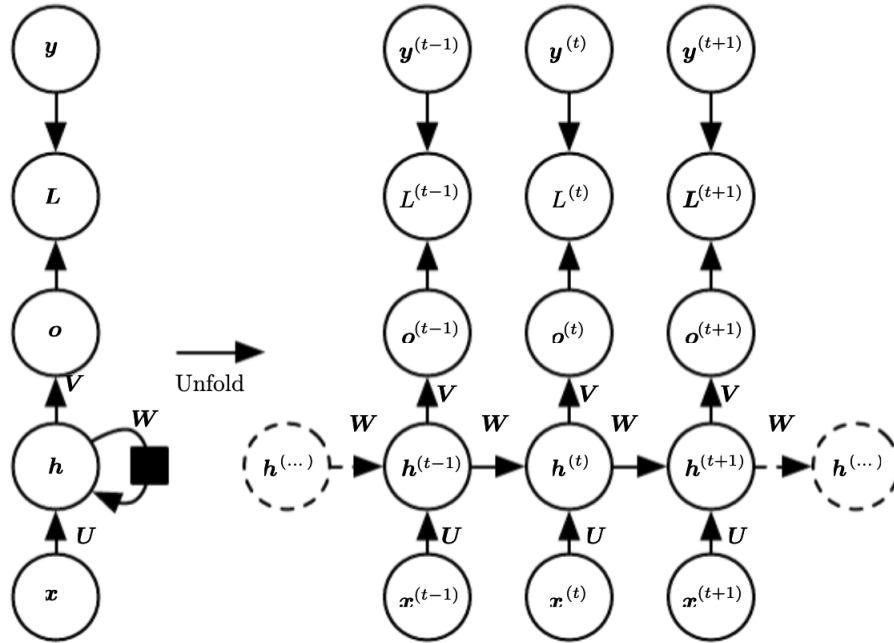 y y^(t−1) y^(t) y^(t+1)
L L^(t−1) L^(t) L^(t+1)
o o^(t−1) o^(t) o^(t+1)
Unfold
V V V V
W W W W W
h h^(...) h^(t−1) h^(t) h^(t+1) h^(...)
U U U U
x x^(t−1) x^(t) x^(t+1)